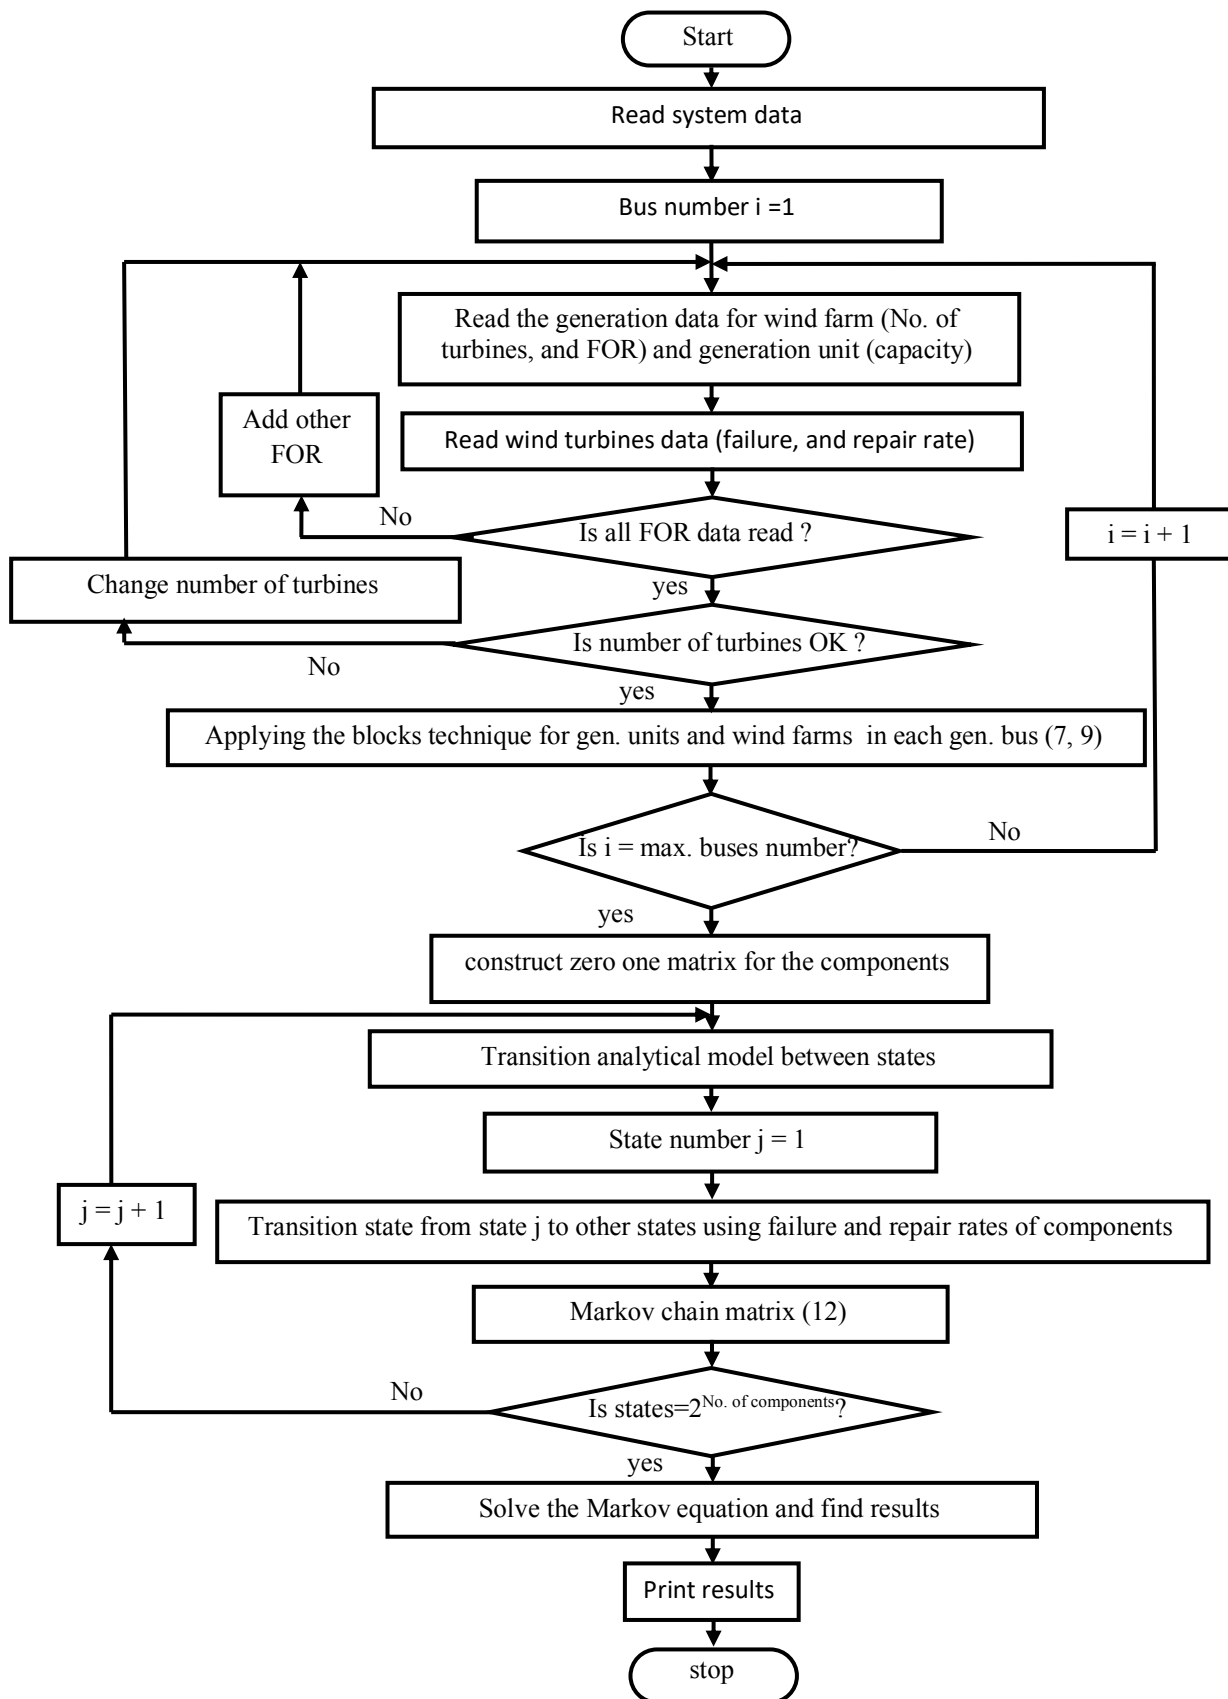 Start
Read system data
Bus number i =1
Read the generation data for wind farm (No. of
turbines, and FOR) and generation unit (capacity)
Add other
FOR
Read wind turbines data (failure, and repair rate)
No
Is all FOR data read ?
i = i + 1
yes
Change number of turbines
Is number of turbines OK ?
No
yes
Applying the blocks technique for gen. units and wind farms in each gen. bus (7, 9)
Is i = max. buses number?
No
yes
construct zero one matrix for the components
Transition analytical model between states
State number j = 1
j = j + 1
Transition state from state j to other states using failure and repair rates of components
Markov chain matrix (12)
No
Is states=2^No. of components?
yes
Solve the Markov equation and find results
Print results
stop